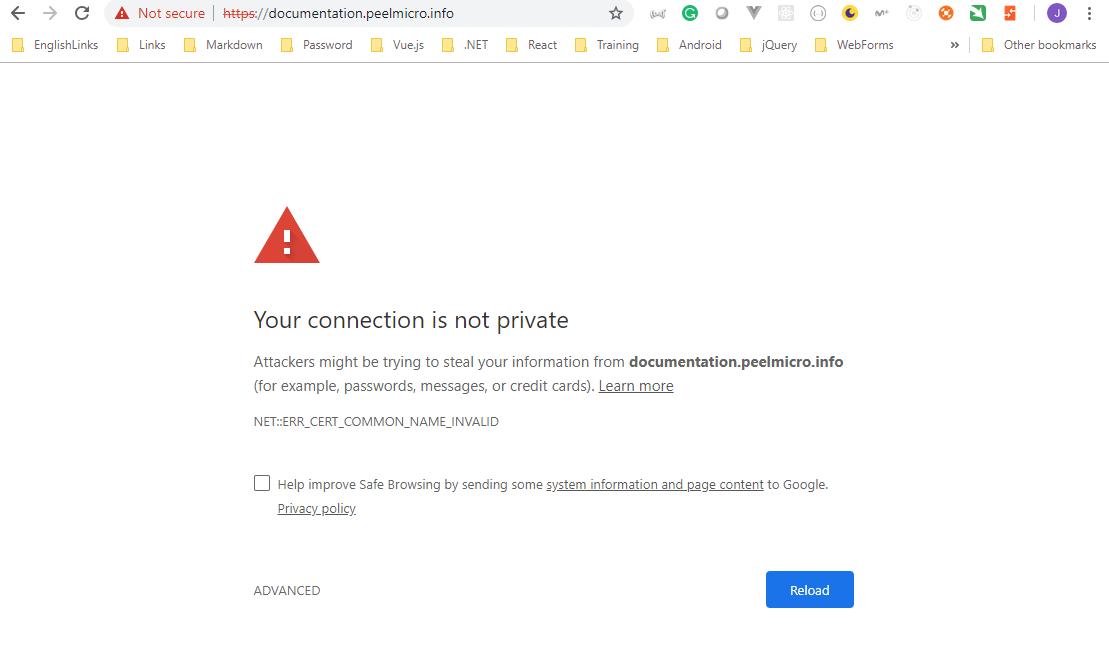 Not secure | https://documentation.peelmicro.info
EnglishLinks Links Markdown Password Vue.js .NET React Training Android jQuery WebForms » Other bookmarks
Your connection is not private
Attackers might be trying to steal your information from documentation.peelmicro.info
(for example, passwords, messages, or credit cards). Learn more
NET::ERR_CERT_COMMON_NAME_INVALID
Help improve Safe Browsing by sending some system information and page content to Google.
Privacy policy
ADVANCED Reload